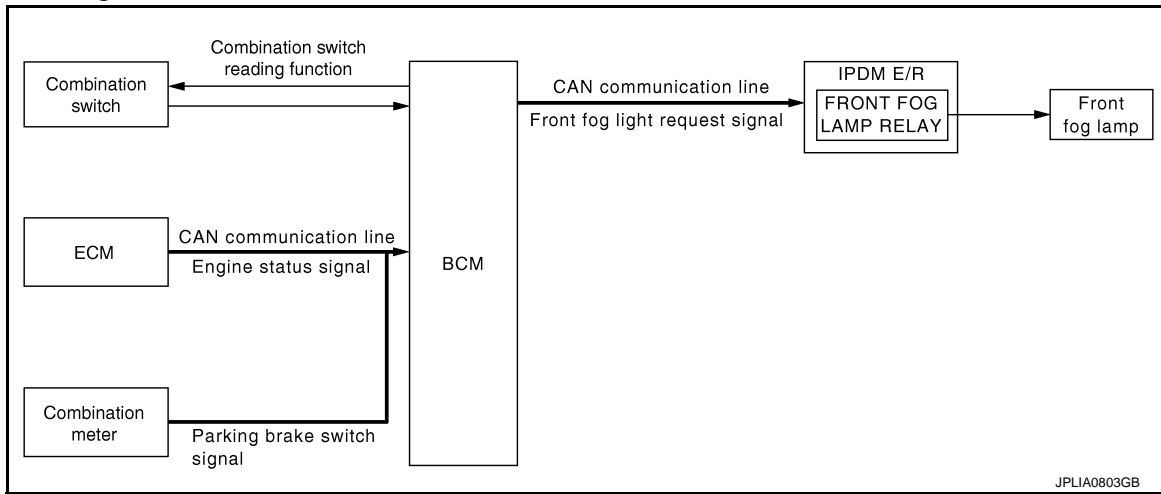 Combination switch
reading function
Combination
switch
CAN communication line
Front fog light request signal
IPDM E/R
FRONT FOG
LAMP RELAY
Front
fog lamp
ECM
CAN communication line
Engine status signal
BCM
Combination
meter
Parking brake switch
signal
JPLIA0803GB